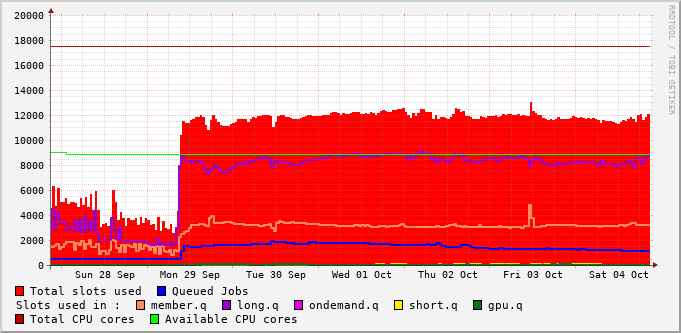 20000
18000
16000
14000
12000
10000
8000
6000
4000
2000
0
Sun 28 Sep Mon 29 Sep Tue 30 Sep Wed 01 Oct Thu 02 Oct Fri 03 Oct Sat 04 Oct
RRDTOOL / TOBI OETIKER
Total slots used Queued Jobs
Slots used in : member.q long.q ondemand.q short.q gpu.q
Total CPU cores Available CPU cores